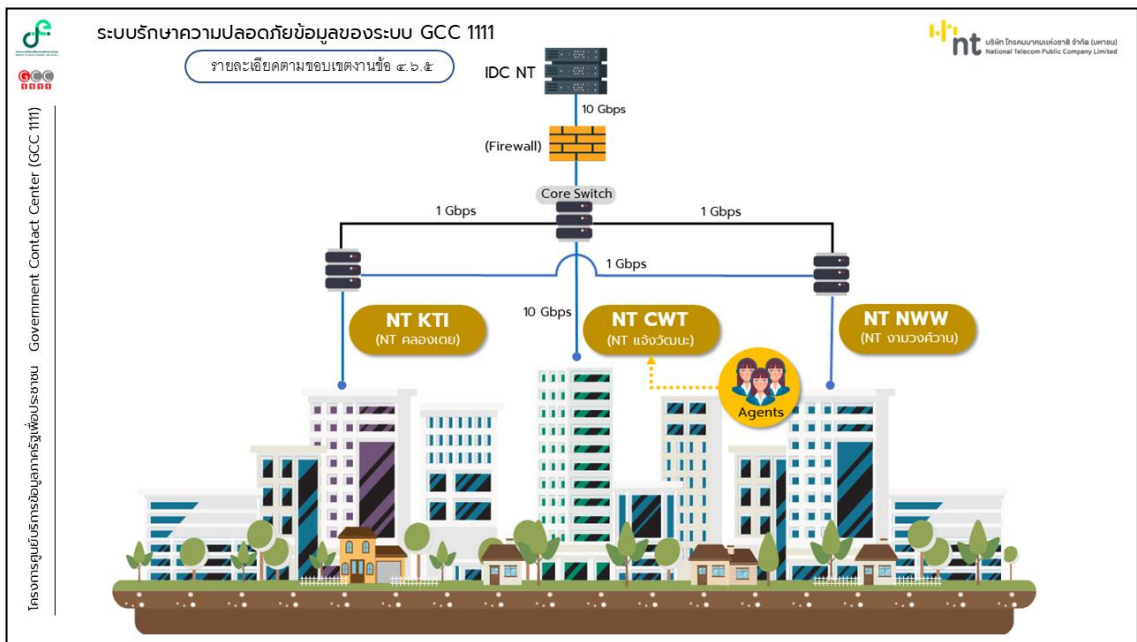 ระบบรักษาความปลอดภัยข้อมูลของระบบ GCC 1111
รายละเอียดตามขอบเขตงานข้อ ๔.๖.๕
nt
บริษัท โทรคมนาคมแห่งชาติ จำกัด (มหาชน)
National Telecom Public Company Limited
GCC
1111
โครงการศูนย์บริการข้อมูลภาครัฐเพื่อประชาชน Government Contact Center (GCC 1111)
IDC NT
10 Gbps
(Firewall)
Core Switch
1 Gbps
1 Gbps
1 Gbps
10 Gbps
NT KTI
(NT คลองเตย)
NT CWT
(NT แจ้งวัฒนะ)
NT NWW
(NT งามวงศ์วาน)
Agents